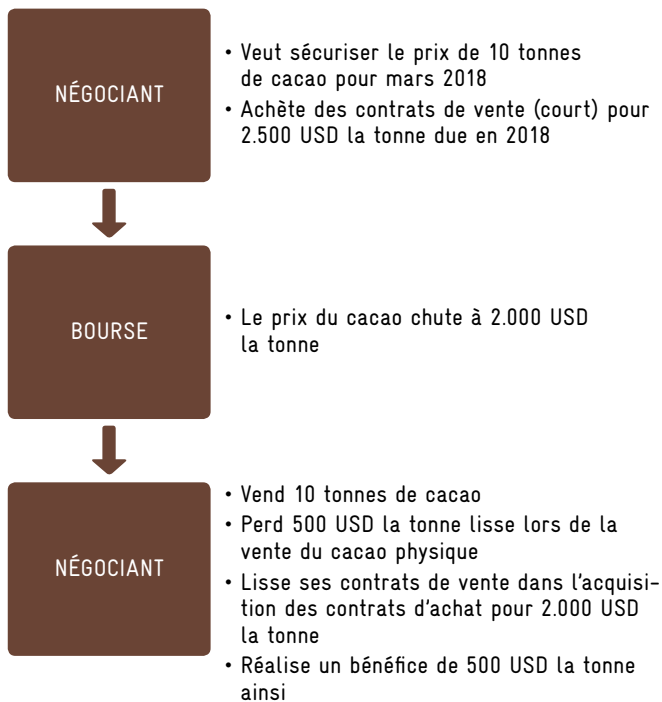 NÉGOCIANT
• Veut sécuriser le prix de 10 tonnes
de cacao pour mars 2018
• Achète des contrats de vente (court) pour
2.500 USD la tonne due en 2018
BOURSE
• Le prix du cacao chute à 2.000 USD
la tonne
NÉGOCIANT
• Vend 10 tonnes de cacao
• Perd 500 USD la tonne lisse lors de la
vente du cacao physique
• Lisse ses contrats de vente dans l'acquisi-
tion des contrats d'achat pour 2.000 USD
la tonne
• Réalise un bénéfice de 500 USD la tonne
ainsi